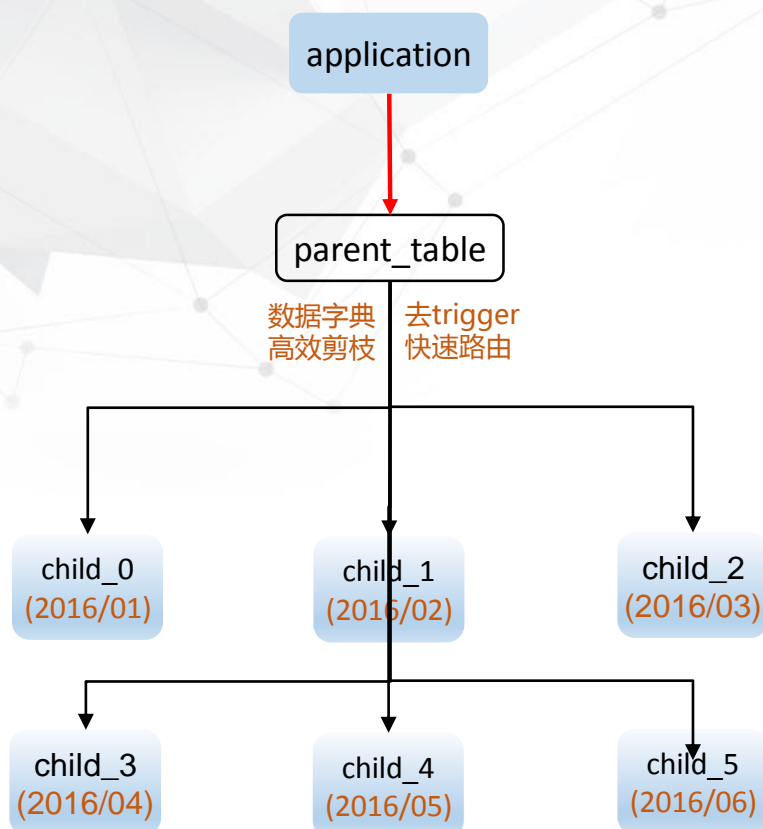 application
parent_table
数据字典
高效剪枝
去trigger
快速路由
child_0
(2016/01)
child_1
(2016/02)
child_2
(2016/03)
child_3
(2016/04)
child_4
(2016/05)
child_5
(2016/06)